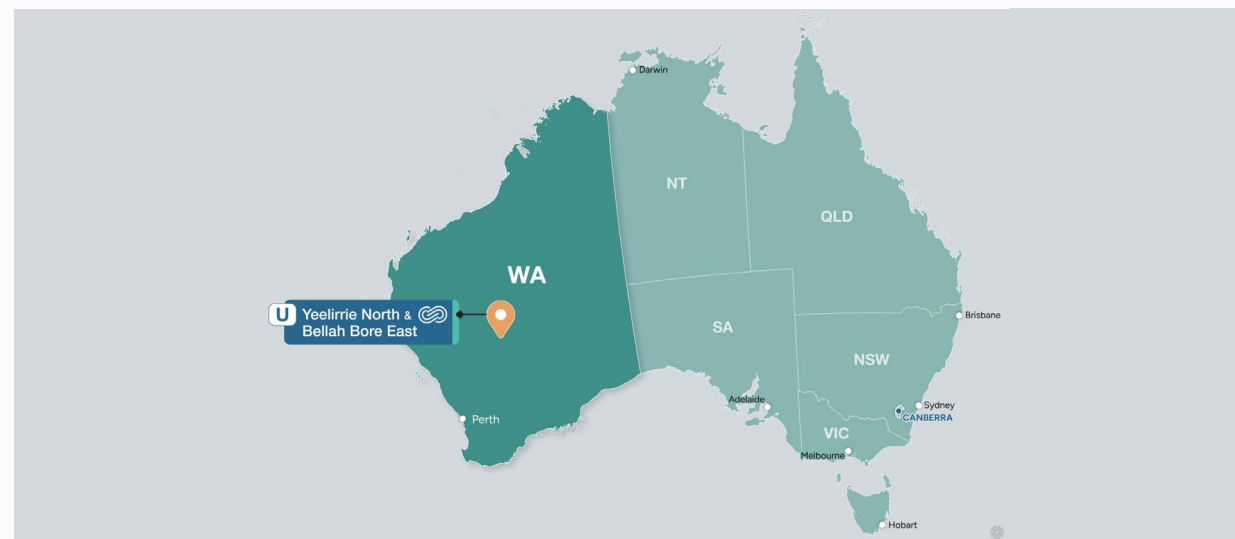 Darwin
NT
QLD
WA
U
Yeelirrie North &
Bellah Bore East
SA
Brisbane
NSW
Adelaide
Sydney
CANBERRA
Perth
VIC
Melbourne
Hobart